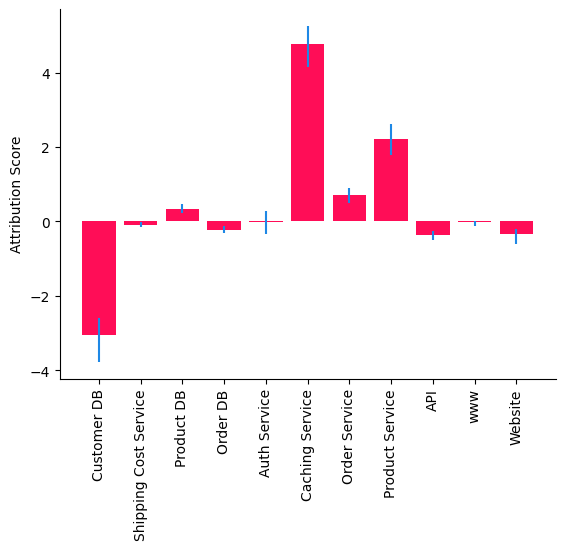 Attribution Score
4
2
0
−2
−4
Customer DB
Shipping Cost Service
Product DB
Order DB
Auth Service
Caching Service
Order Service
Product Service
API
www
Website